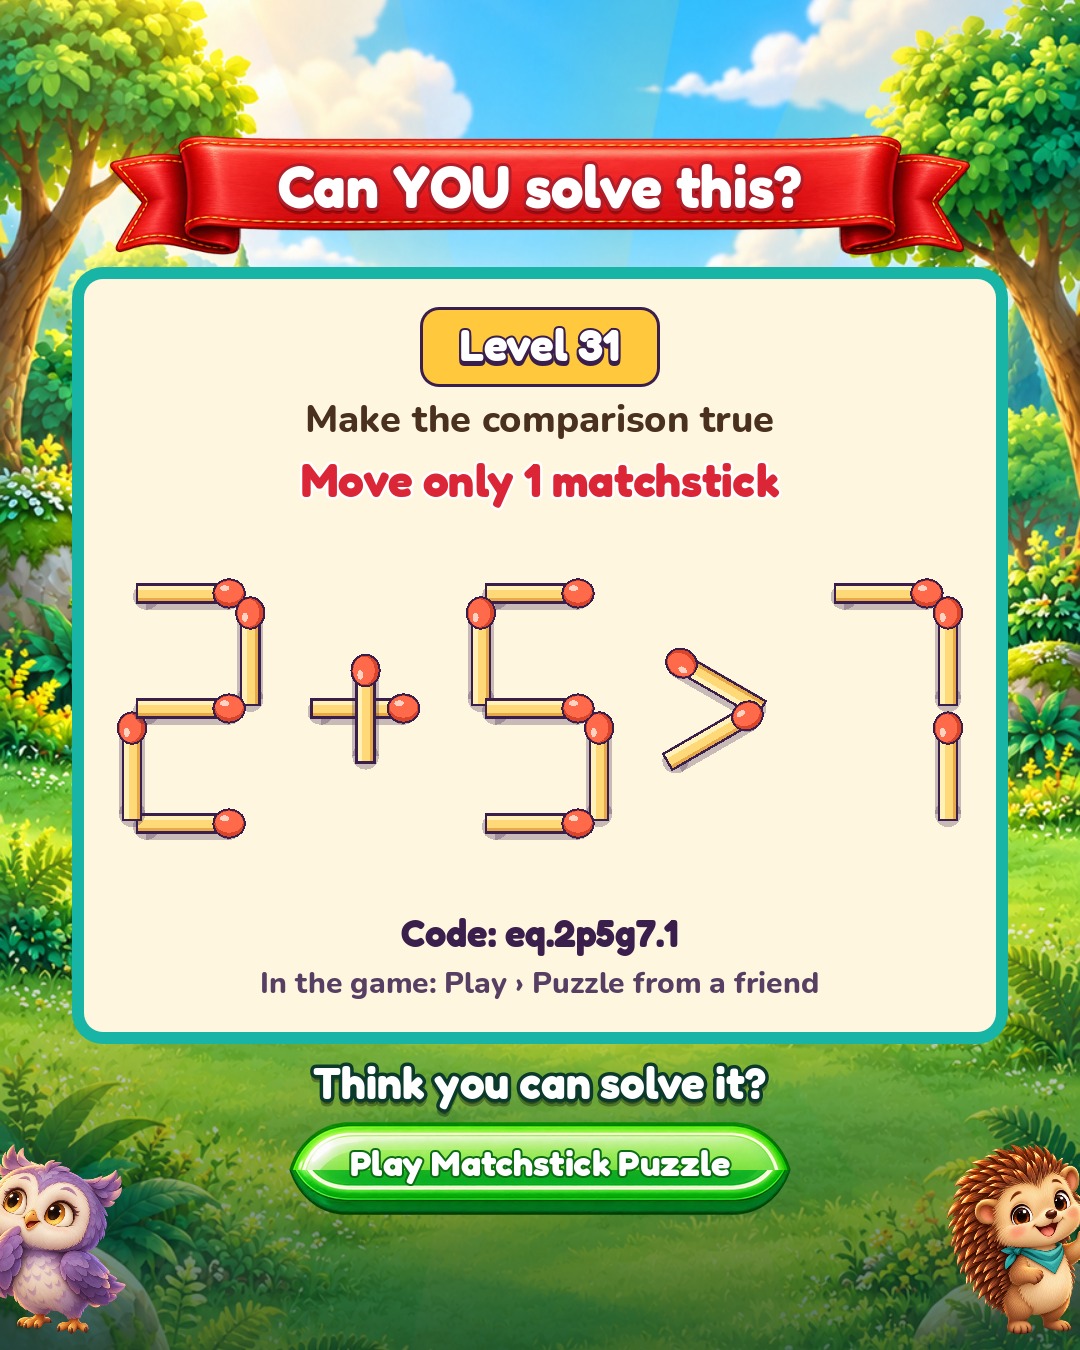 Can YOU solve this?
Level 31
Make the comparison true
Move only 1 matchstick
2 + 5 > 7
Code: eq.2p5g7.1
In the game: Play › Puzzle from a friend
Think you can solve it?
Play Matchstick Puzzle